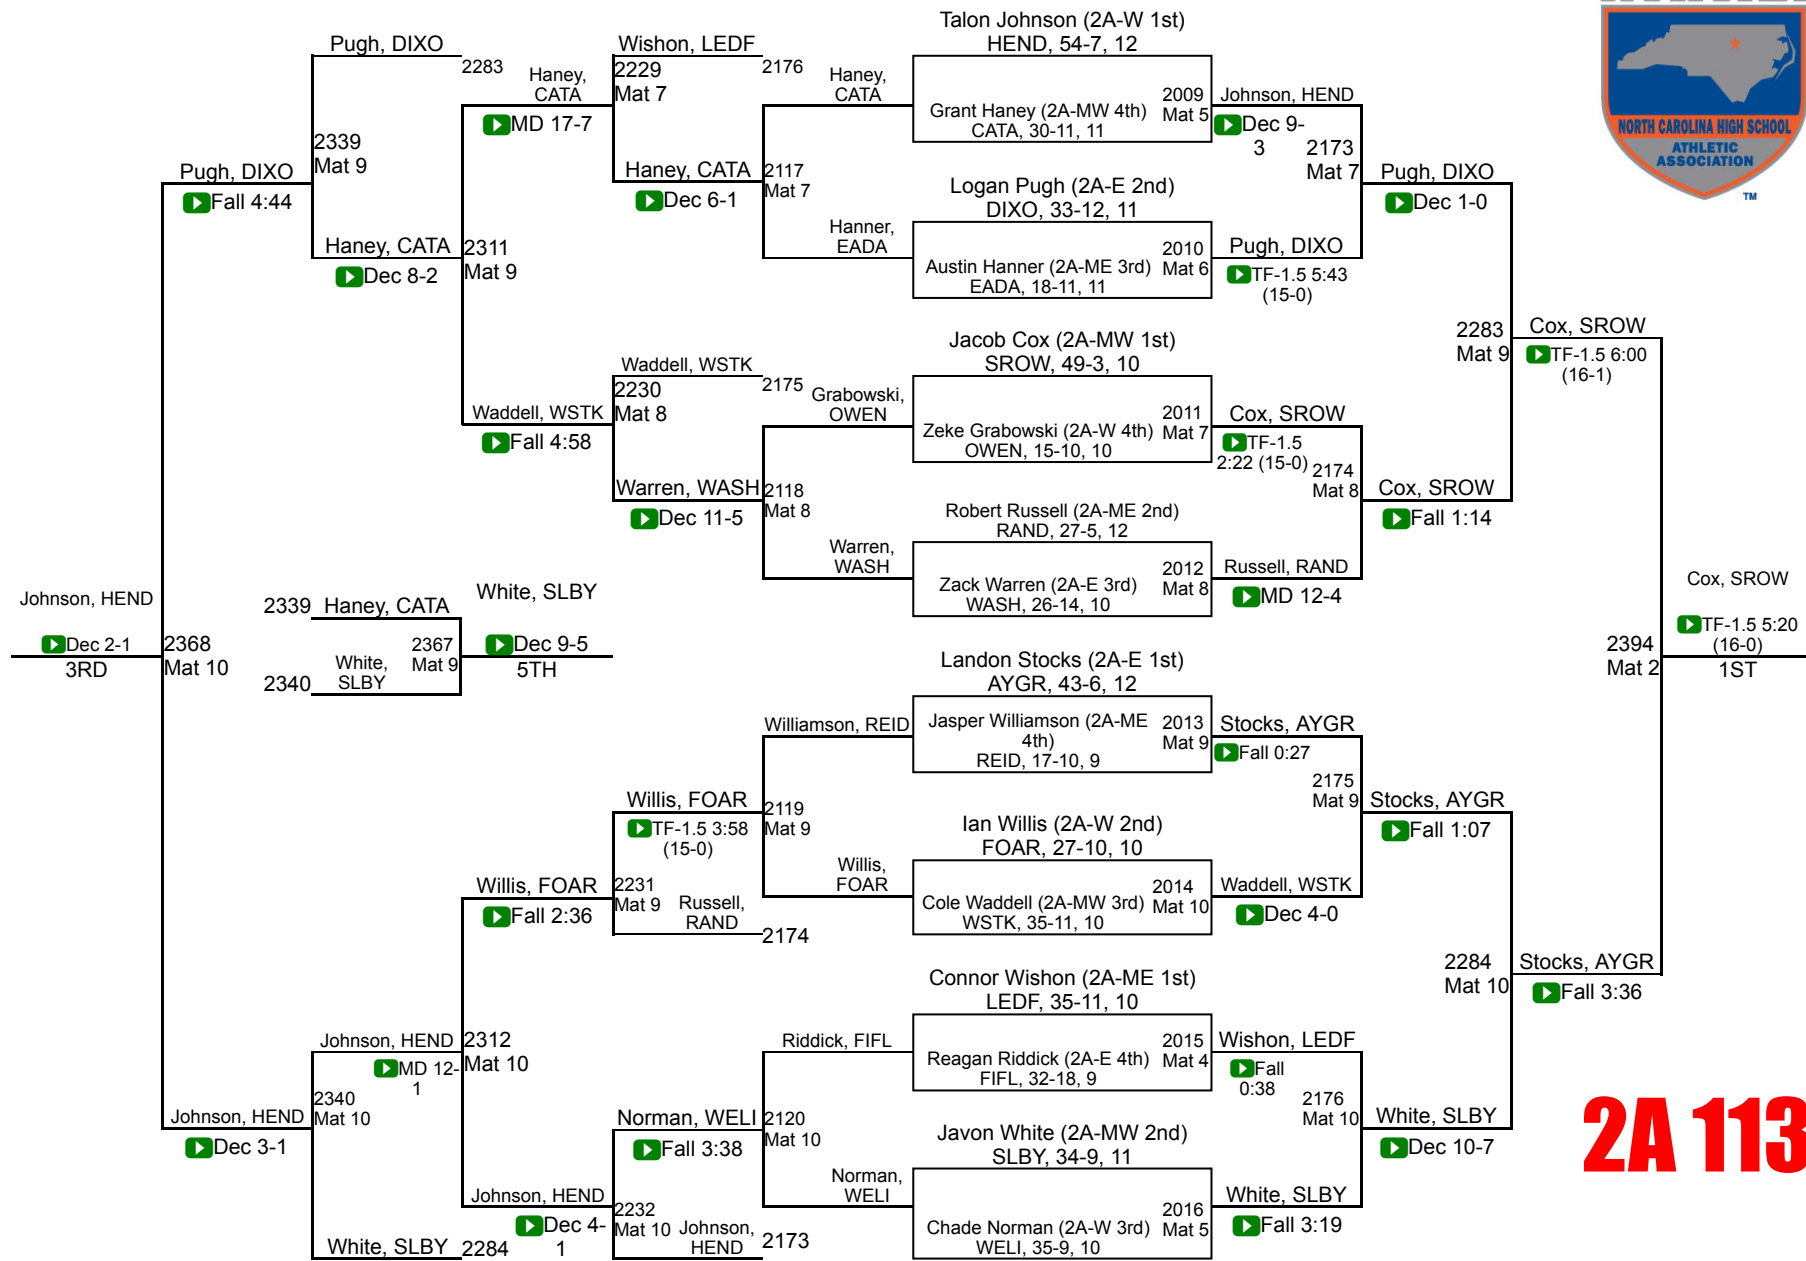 NORTH CAROLINA HIGH SCHOOL
ATHLETIC
ASSOCIATION
TM
Pugh, DIXO
2283
2339
Mat 9
Pugh, DIXO
Fall 4:44
Haney, CATA
Dec 8-2
Haney,
CATA
MD 17-7
2311
Mat 9
Waddell, WSTK
Fall 4:58
Wishon, LEDF
2176
2229
Mat 7
Haney, CATA
Dec 6-1
Waddell, WSTK
2175
2230
Mat 8
Warren, WASH
Dec 11-5
Haney,
CATA
2117
Mat 7
Hanner,
EADA
Grabowski,
OWEN
2118
Mat 8
Warren,
WASH
Talon Johnson (2A-W 1st)
HEND, 54-7, 12
Grant Haney (2A-MW 4th)
CATA, 30-11, 11
2009
Mat 5
Logan Pugh (2A-E 2nd)
DIXO, 33-12, 11
Austin Hanner (2A-ME 3rd)
EADA, 18-11, 11
2010
Mat 6
Jacob Cox (2A-MW 1st)
SROW, 49-3, 10
Zeke Grabowski (2A-W 4th)
OWEN, 15-10, 10
2011
Mat 7
Robert Russell (2A-ME 2nd)
RAND, 27-5, 12
Zack Warren (2A-E 3rd)
WASH, 26-14, 10
2012
Mat 8
Johnson, HEND
Dec 9-
3
2173
Mat 7
Pugh, DIXO
TF-1.5 5:43
(15-0)
Pugh, DIXO
Dec 1-0
Cox, SROW
TF-1.5
2:22 (15-0)
2174
Mat 8
Russell, RAND
MD 12-4
Cox, SROW
Fall 1:14
2283
Mat 9
Cox, SROW
TF-1.5 6:00
(16-1)
Johnson, HEND
Dec 2-1
3RD
2368
Mat 10
2339
Haney, CATA
2340
White,
SLBY
2367
Mat 9
White, SLBY
Dec 9-5
5TH
2394
Mat 2
Cox, SROW
TF-1.5 5:20
(16-0)
1ST
Landon Stocks (2A-E 1st)
AYGR, 43-6, 12
Jasper Williamson (2A-ME
4th)
REID, 17-10, 9
2013
Mat 9
Ian Willis (2A-W 2nd)
FOAR, 27-10, 10
Cole Waddell (2A-MW 3rd)
WSTK, 35-11, 10
2014
Mat 10
Connor Wishon (2A-ME 1st)
LEDF, 35-11, 10
Reagan Riddick (2A-E 4th)
FIFL, 32-18, 9
2015
Mat 4
Javon White (2A-MW 2nd)
SLBY, 34-9, 11
Chade Norman (2A-W 3rd)
WELI, 35-9, 10
2016
Mat 5
Williamson, REID
2119
Mat 9
Willis,
FOAR
Willis, FOAR
TF-1.5 3:58
(15-0)
2231
Mat 9
Russell,
RAND
2174
Willis, FOAR
Fall 2:36
Riddick, FIFL
2120
Mat 10
Norman,
WELI
Norman, WELI
Fall 3:38
2232
Mat 10
Johnson,
HEND
2173
Johnson, HEND
Dec 4-
1
2312
Mat 10
Johnson, HEND
MD 12-
1
2340
Mat 10
White, SLBY
2284
Johnson, HEND
Dec 3-1
Stocks, AYGR
Fall 0:27
2175
Mat 9
Waddell, WSTK
Dec 4-0
Stocks, AYGR
Fall 1:07
Wishon, LEDF
Fall
0:38
2176
Mat 10
White, SLBY
Fall 3:19
White, SLBY
Dec 10-7
2284
Mat 10
Stocks, AYGR
Fall 3:36
2A 113